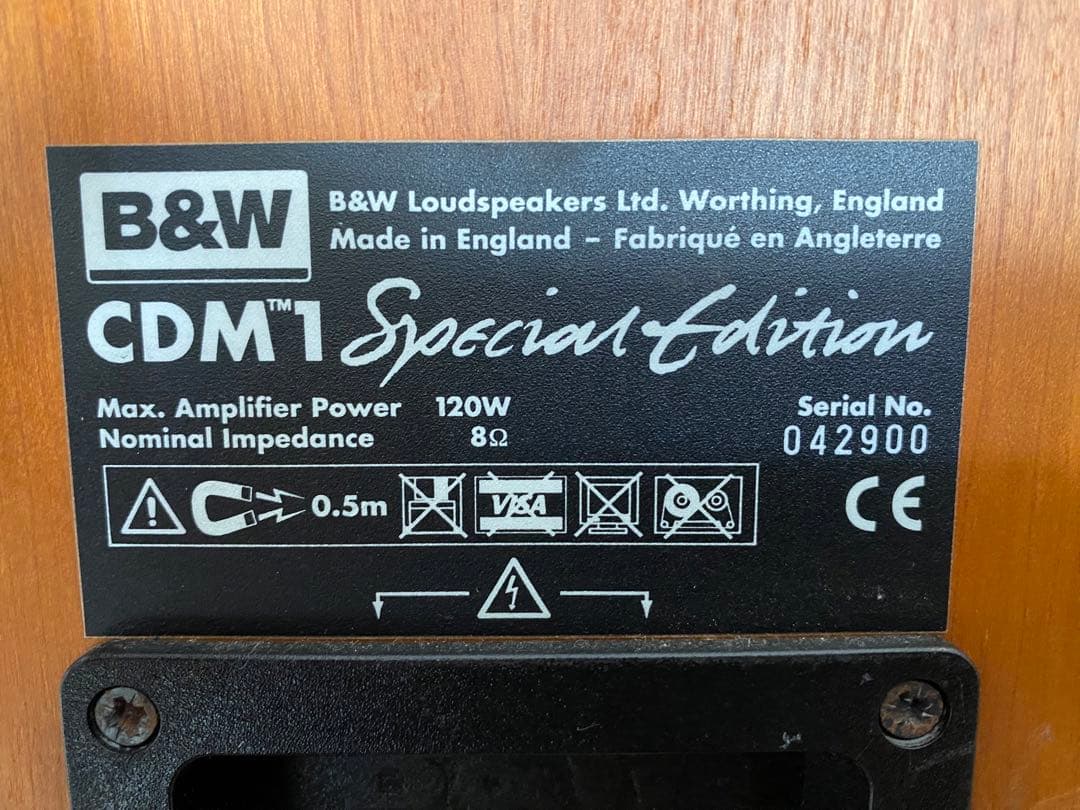 B&W
B&W Loudspeakers Ltd. Worthing, England
Made in England – Fabriqué en Angleterre
CDM™1 Special Edition
Max. Amplifier Power 120W
Nominal Impedance 8Ω
Serial No.
042900
0.5m
VISA
CE